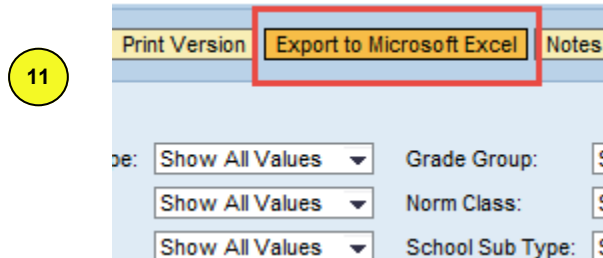 Print Version Export to Microsoft Excel Notes
11
pe: Show All Values Grade Group: S
Show All Values Norm Class: S
Show All Values School Sub Type: S